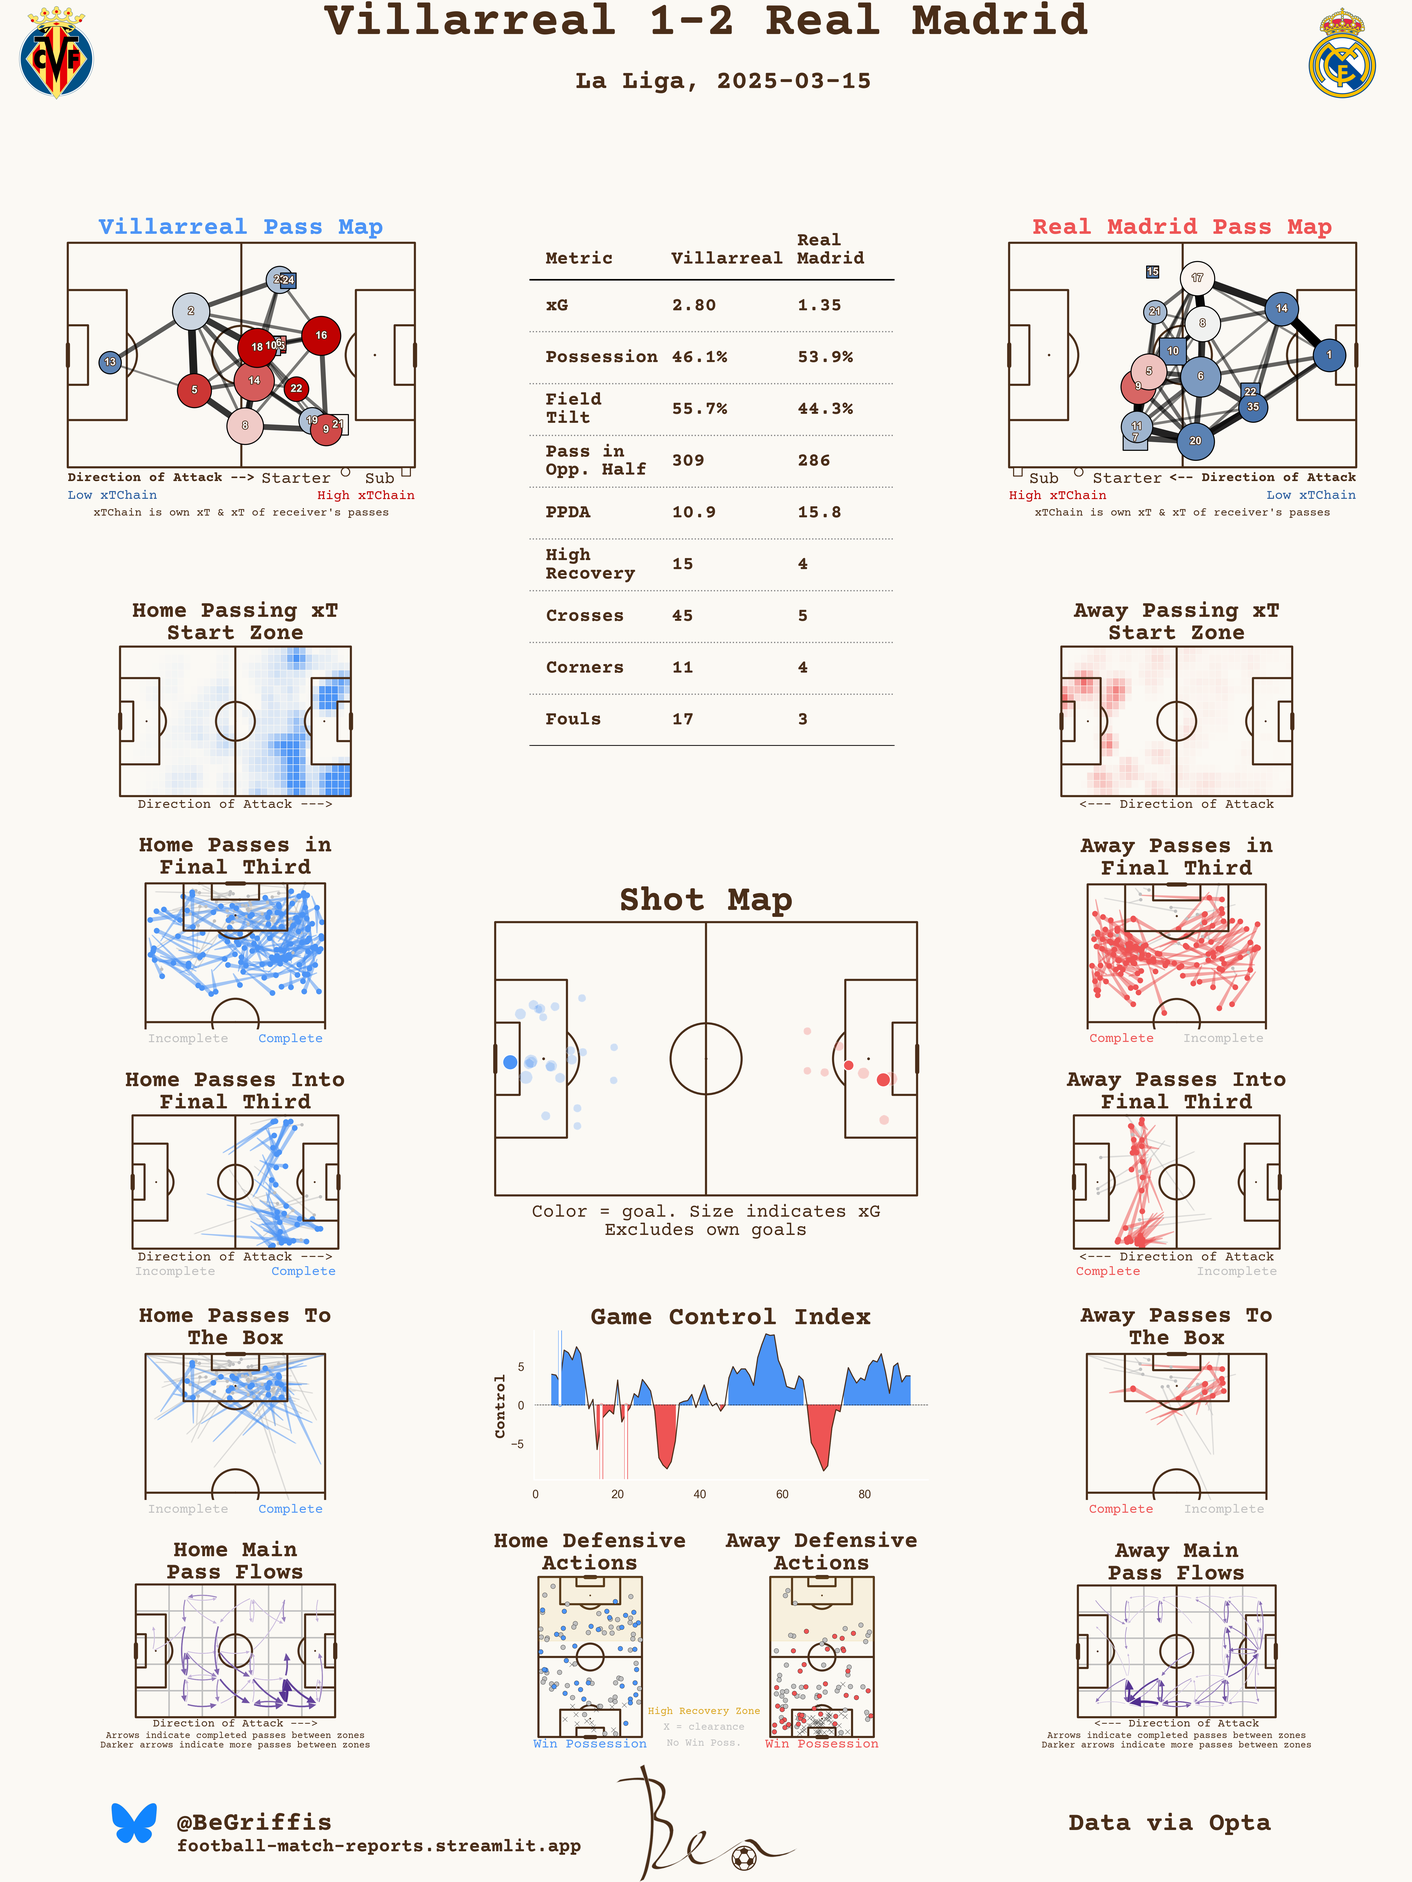 Villarreal 1-2 Real Madrid
La Liga, 2025-03-15
Villarreal Pass Map
13
2
5
18
14
8
16
22
19
9
21
24
Direction of Attack -->
Starter
Sub
Low xTChain
High xTChain
xTChain is own xT & xT of receiver's passes
Metric Villarreal Real Madrid
xG 2.80 1.35
Possession 46.1% 53.9%
Field Tilt 55.7% 44.3%
Pass in Opp. Half 309 286
PPDA 10.9 15.8
High Recovery 15 4
Crosses 45 5
Corners 11 4
Fouls 17 3
Real Madrid Pass Map
15
17
21
8
14
10
1
5
9
6
22
35
11
7
20
Sub
Starter
<-- Direction of Attack
High xTChain
Low xTChain
xTChain is own xT & xT of receiver's passes
Home Passing xT
Start Zone
Direction of Attack --->
Away Passing xT
Start Zone
<--- Direction of Attack
Home Passes in
Final Third
Incomplete
Complete
Away Passes in
Final Third
Complete
Incomplete
Shot Map
Color = goal. Size indicates xG
Excludes own goals
Home Passes Into
Final Third
Direction of Attack --->
Incomplete
Complete
Away Passes Into
Final Third
<--- Direction of Attack
Complete
Incomplete
Home Passes To
The Box
Incomplete
Complete
Game Control Index
Control
5
0
−5
0
20
40
60
80
Away Passes To
The Box
Complete
Incomplete
Home Main
Pass Flows
Direction of Attack --->
Arrows indicate completed passes between zones
Darker arrows indicate more passes between zones
Home Defensive
Actions
Win Possession
High Recovery Zone
X = clearance
No Win Poss.
Away Defensive
Actions
Win Possession
Away Main
Pass Flows
<--- Direction of Attack
Arrows indicate completed passes between zones
Darker arrows indicate more passes between zones
@BeGriffis
football-match-reports.streamlit.app
Ben
Data via Opta